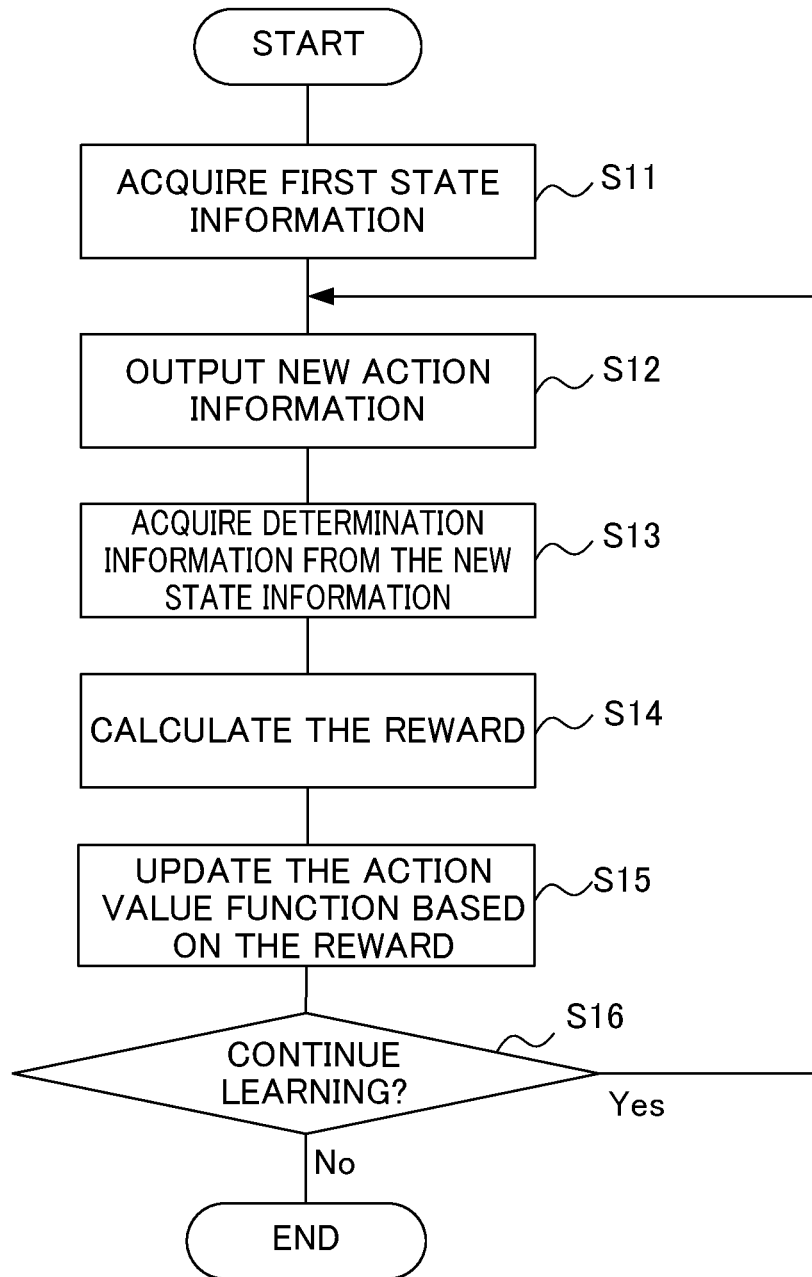 START
ACQUIRE FIRST STATE
INFORMATION
S11
OUTPUT NEW ACTION
INFORMATION
S12
ACQUIRE DETERMINATION
INFORMATION FROM THE NEW
STATE INFORMATION
S13
CALCULATE THE REWARD
S14
UPDATE THE ACTION
VALUE FUNCTION BASED
ON THE REWARD
S15
S16
CONTINUE
LEARNING?
Yes
No
END